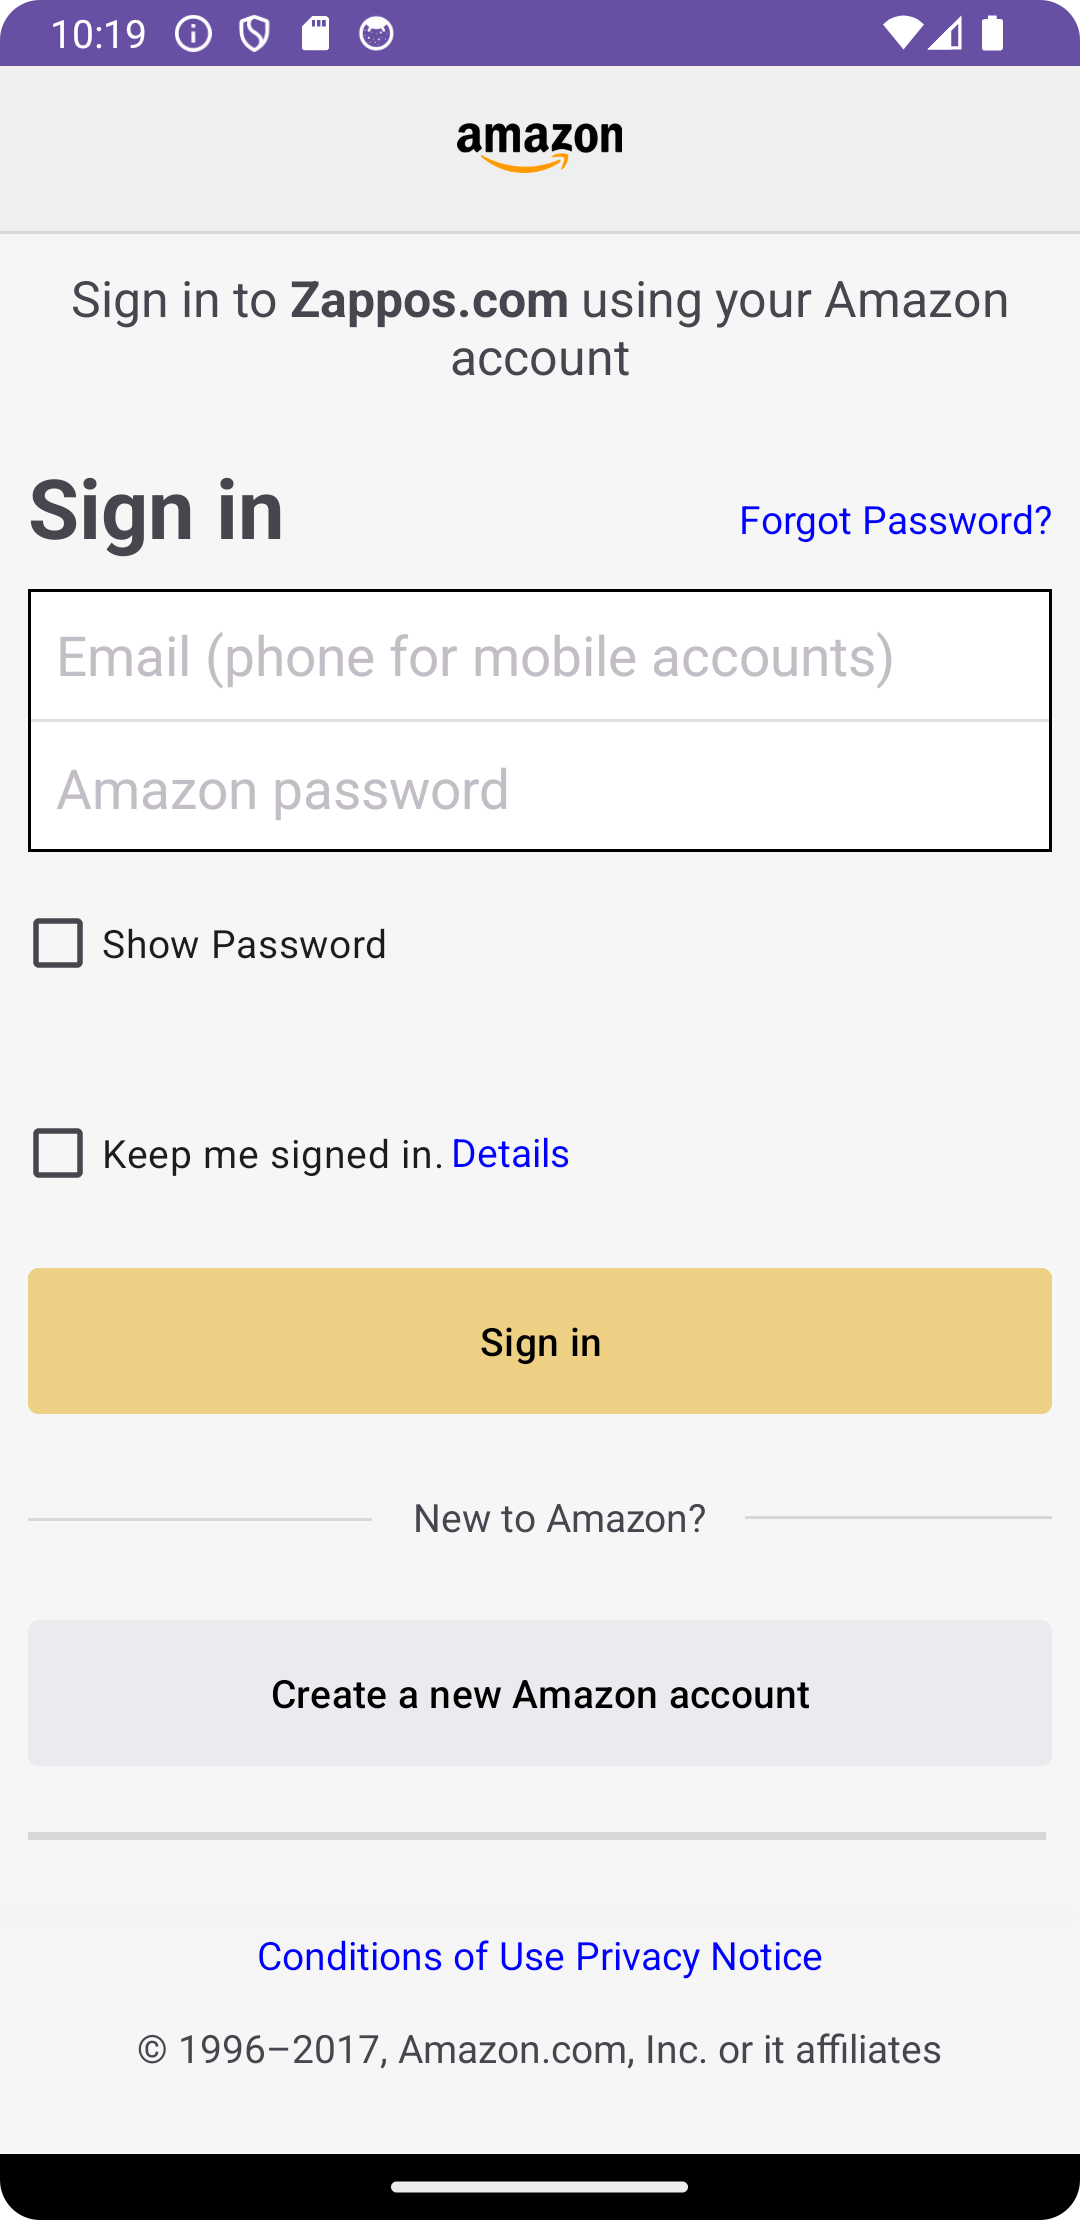 10:19
amazon
Sign in to Zappos.com using your Amazon
account
Sign in
Forgot Password?
Email (phone for mobile accounts)
Amazon password
Show Password
Keep me signed in. Details
Sign in
New to Amazon?
Create a new Amazon account
Conditions of Use Privacy Notice
© 1996–2017, Amazon.com, Inc. or it affiliates